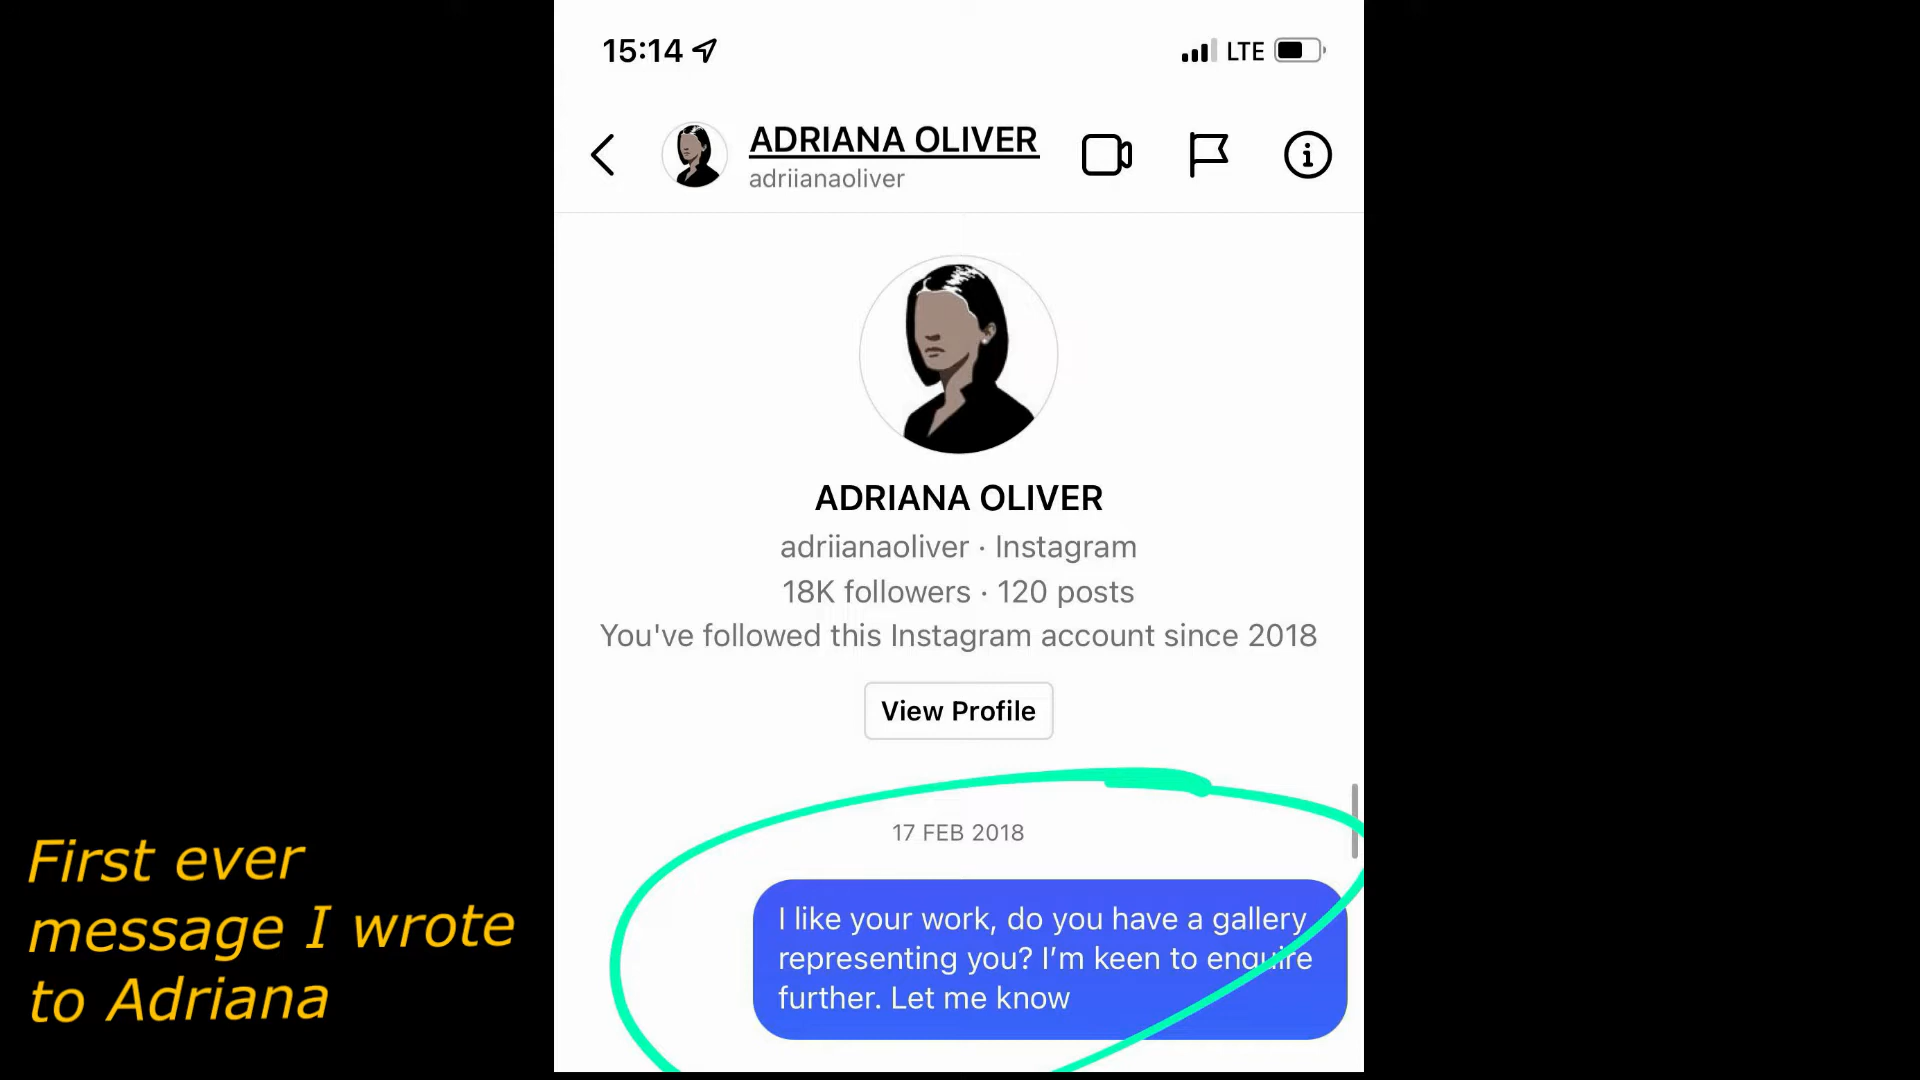 15:14
LTE
ADRIANA OLIVER
adriianaoliver
ADRIANA OLIVER
adriianaoliver · Instagram
18K followers · 120 posts
You've followed this Instagram account since 2018
View Profile
17 FEB 2018
I like your work, do you have a gallery
representing you? I’m keen to enquire
further. Let me know
First ever
message I wrote
to Adriana